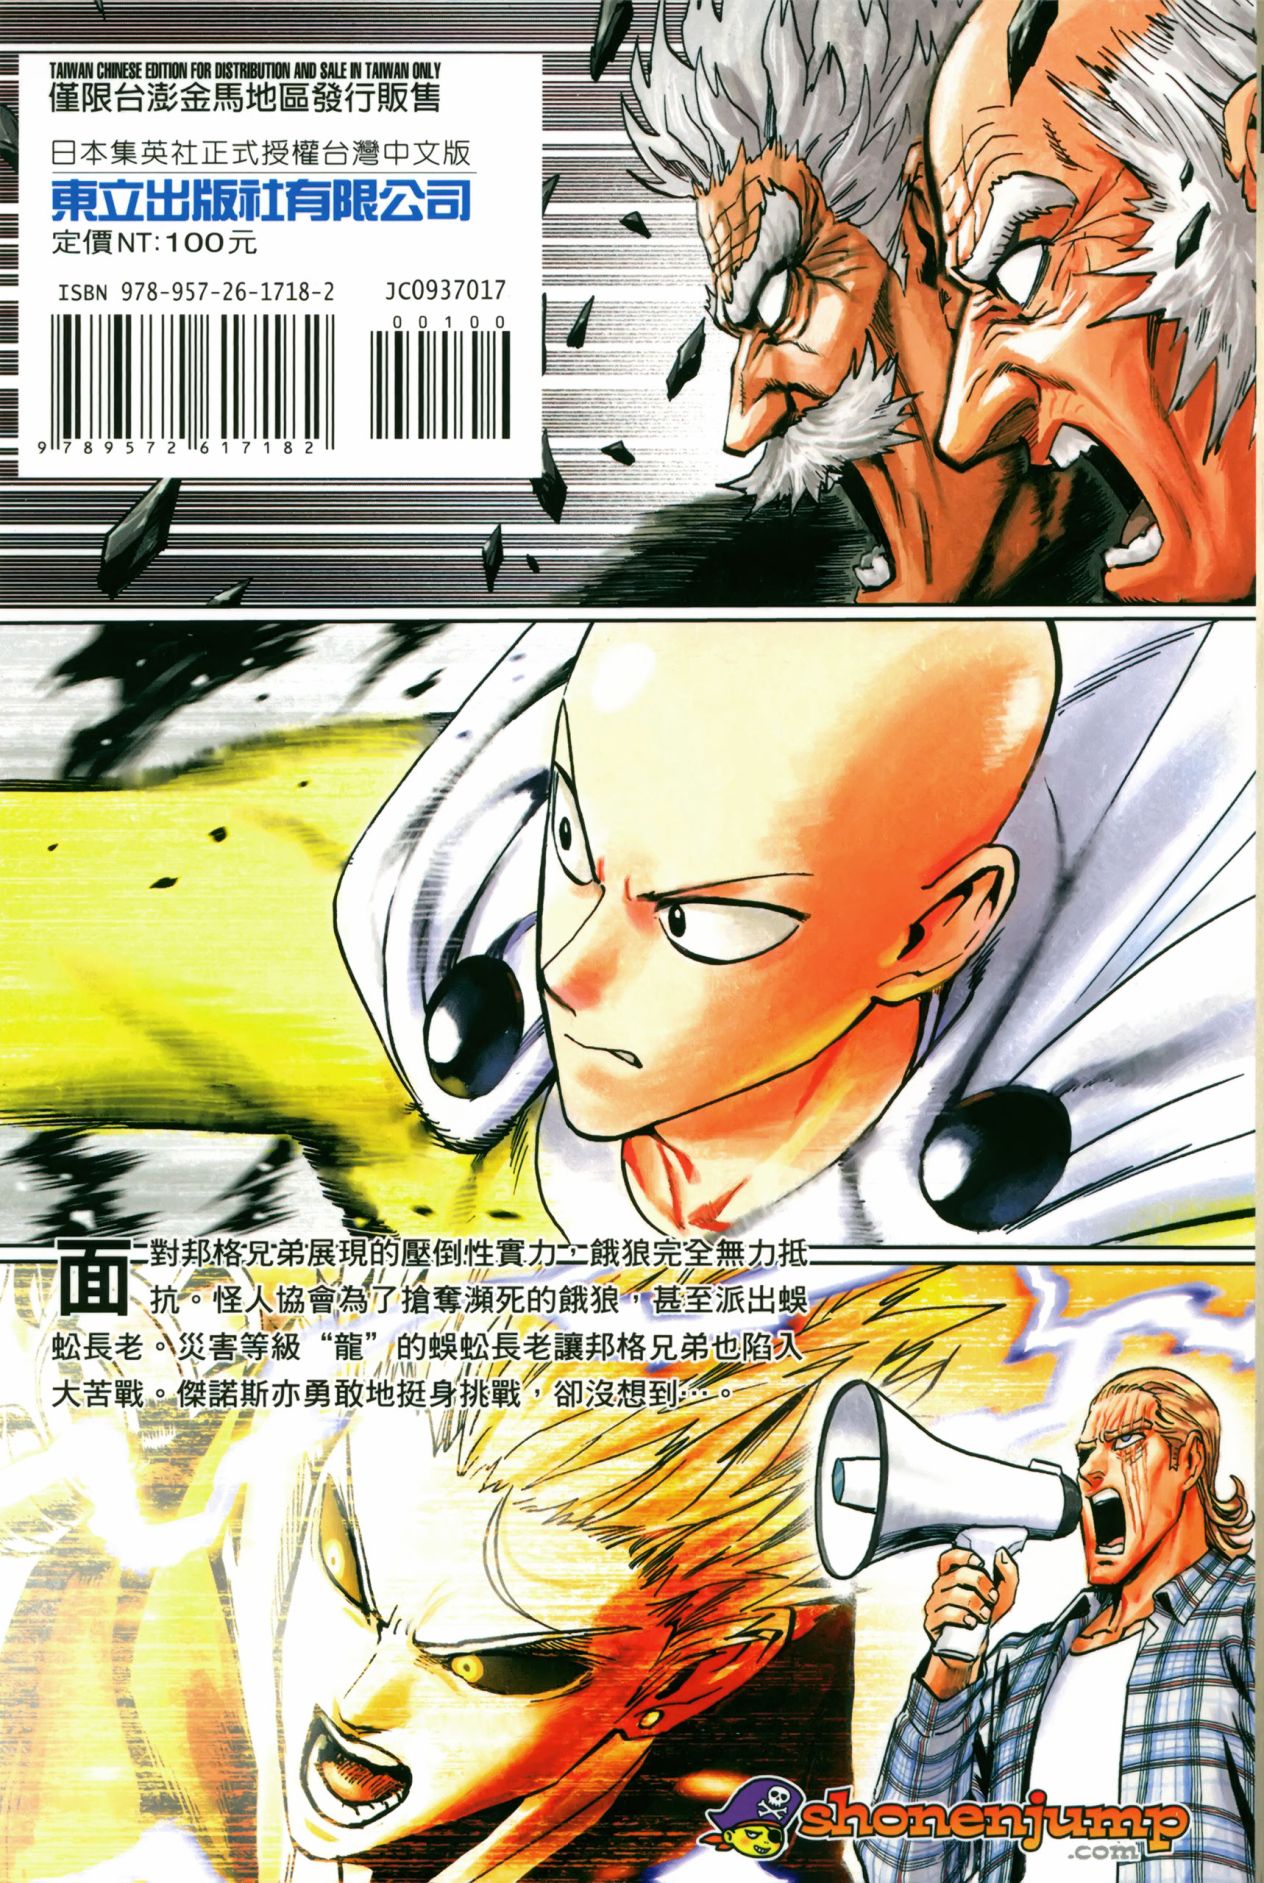 TAIWAN CHINESE EDITION FOR DISTRIBUTION AND SALE IN TAIWAN ONLY
僅限台澎金馬地區發行販售
日本集英社正式授權台灣中文版
東立出版社有限公司
定價NT:100元
ISBN 978-957-26-1718-2
JC0937017
00100
9 789572 617182
面對邦格兄弟展現的壓倒性實力，餓狼完全無力抵
抗。怪人協會為了搶奪瀕死的餓狼，甚至派出蜈
蚣長老。災害等級“龍”的蜈蚣長老讓邦格兄弟也陷入
大苦戰。傑諾斯亦勇敢地挺身挑戰，卻沒想到…。
shonenjump
.com